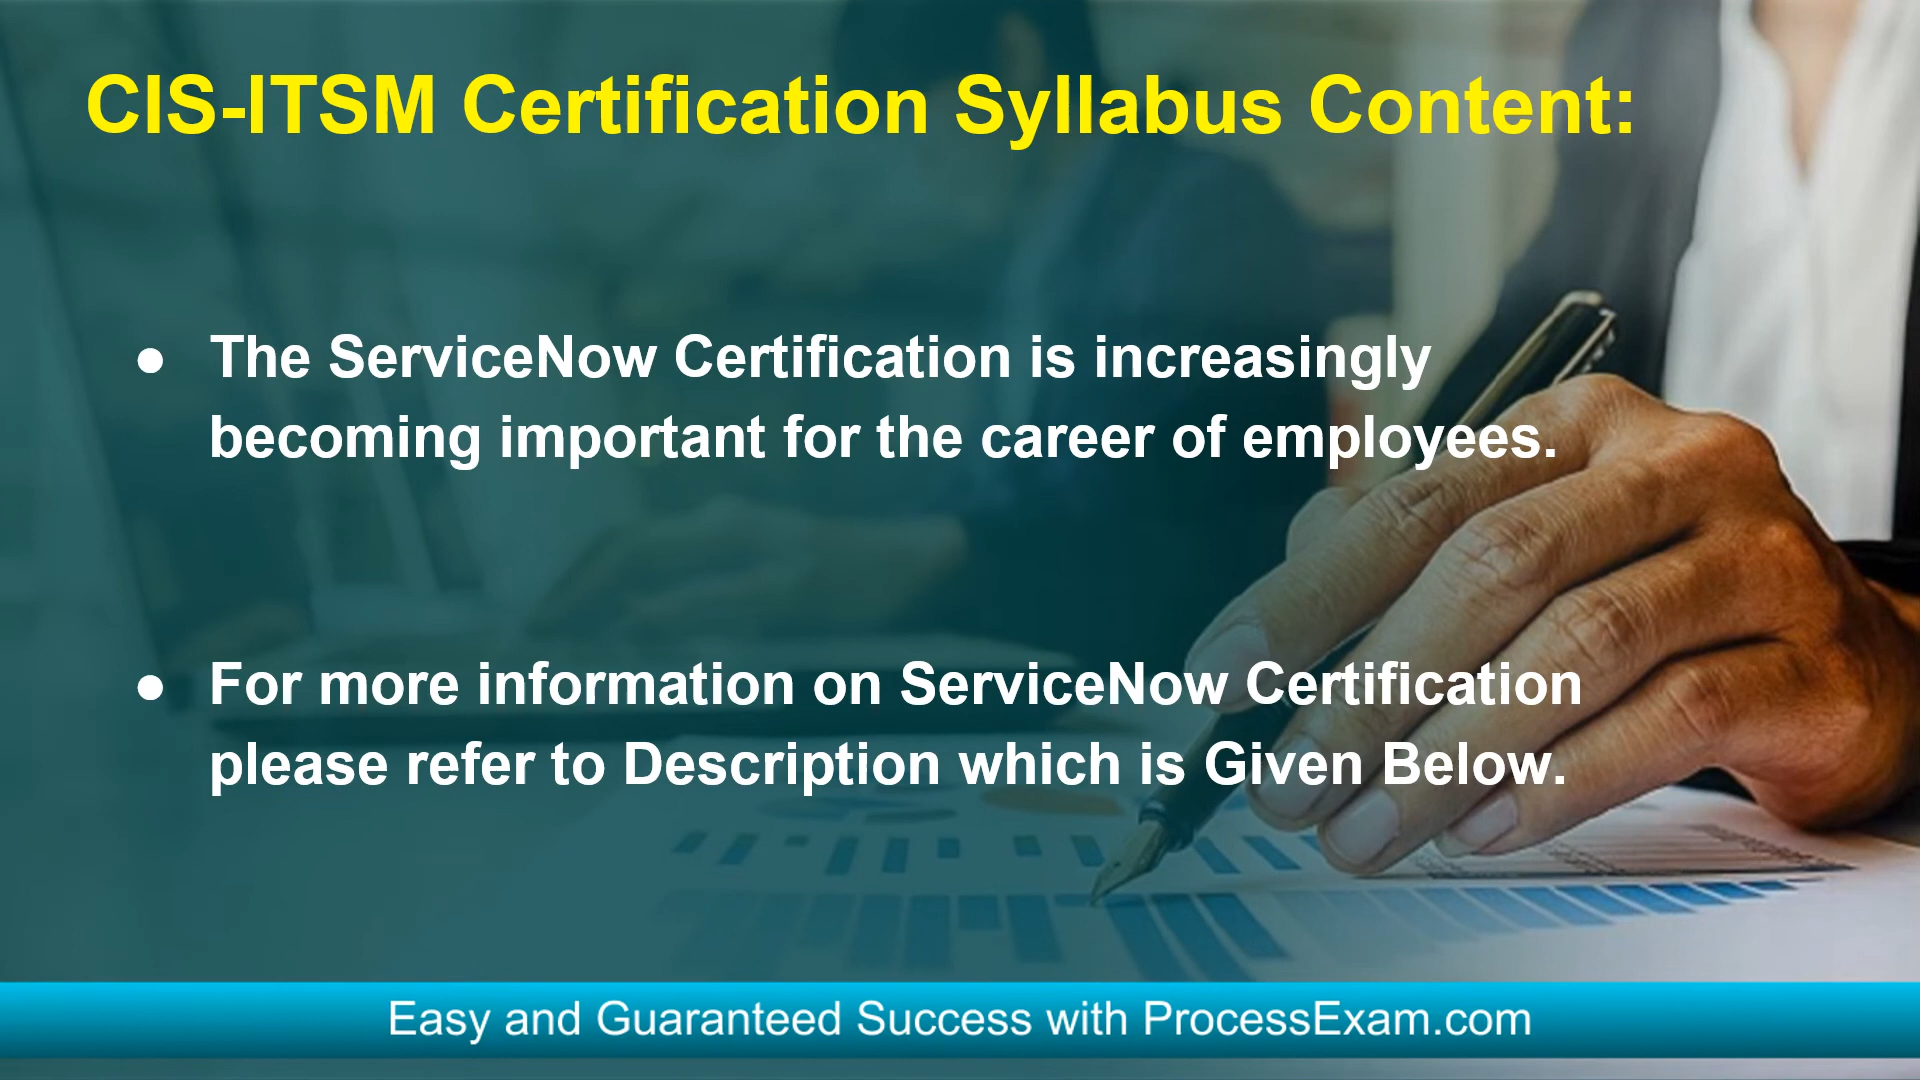 CIS-ITSM Certification Syllabus Content:
● The ServiceNow Certification is increasingly
becoming important for the career of employees.
● For more information on ServiceNow Certification
please refer to Description which is Given Below.
Easy and Guaranteed Success with ProcessExam.com